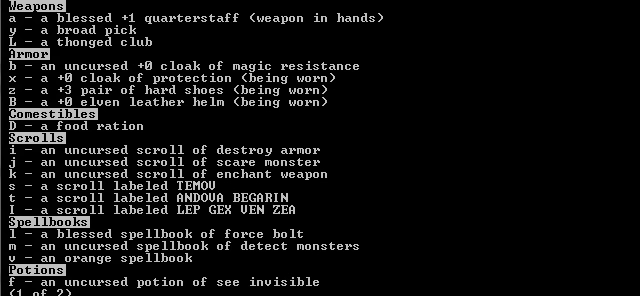 Weapons
a - a blessed +1 quarterstaff (weapon in hands)
y - a broad pick
L - a thonged club
Armor
b - an uncursed +0 cloak of magic resistance
x - a +0 cloak of protection (being worn)
z - a +3 pair of hard shoes (being worn)
B - a +0 elven leather helm (being worn)
Comestibles
D - a food ration
Scrolls
i - an uncursed scroll of destroy armor
j - an uncursed scroll of scare monster
k - an uncursed scroll of enchant weapon
s - a scroll labeled TEMOV
t - a scroll labeled ANDOVA BEGARIN
I - a scroll labeled LEP GEX VEN ZEA
Spellbooks
l - a blessed spellbook of force bolt
m - an uncursed spellbook of detect monsters
v - an orange spellbook
Potions
f - an uncursed potion of see invisible
(1 of 2)